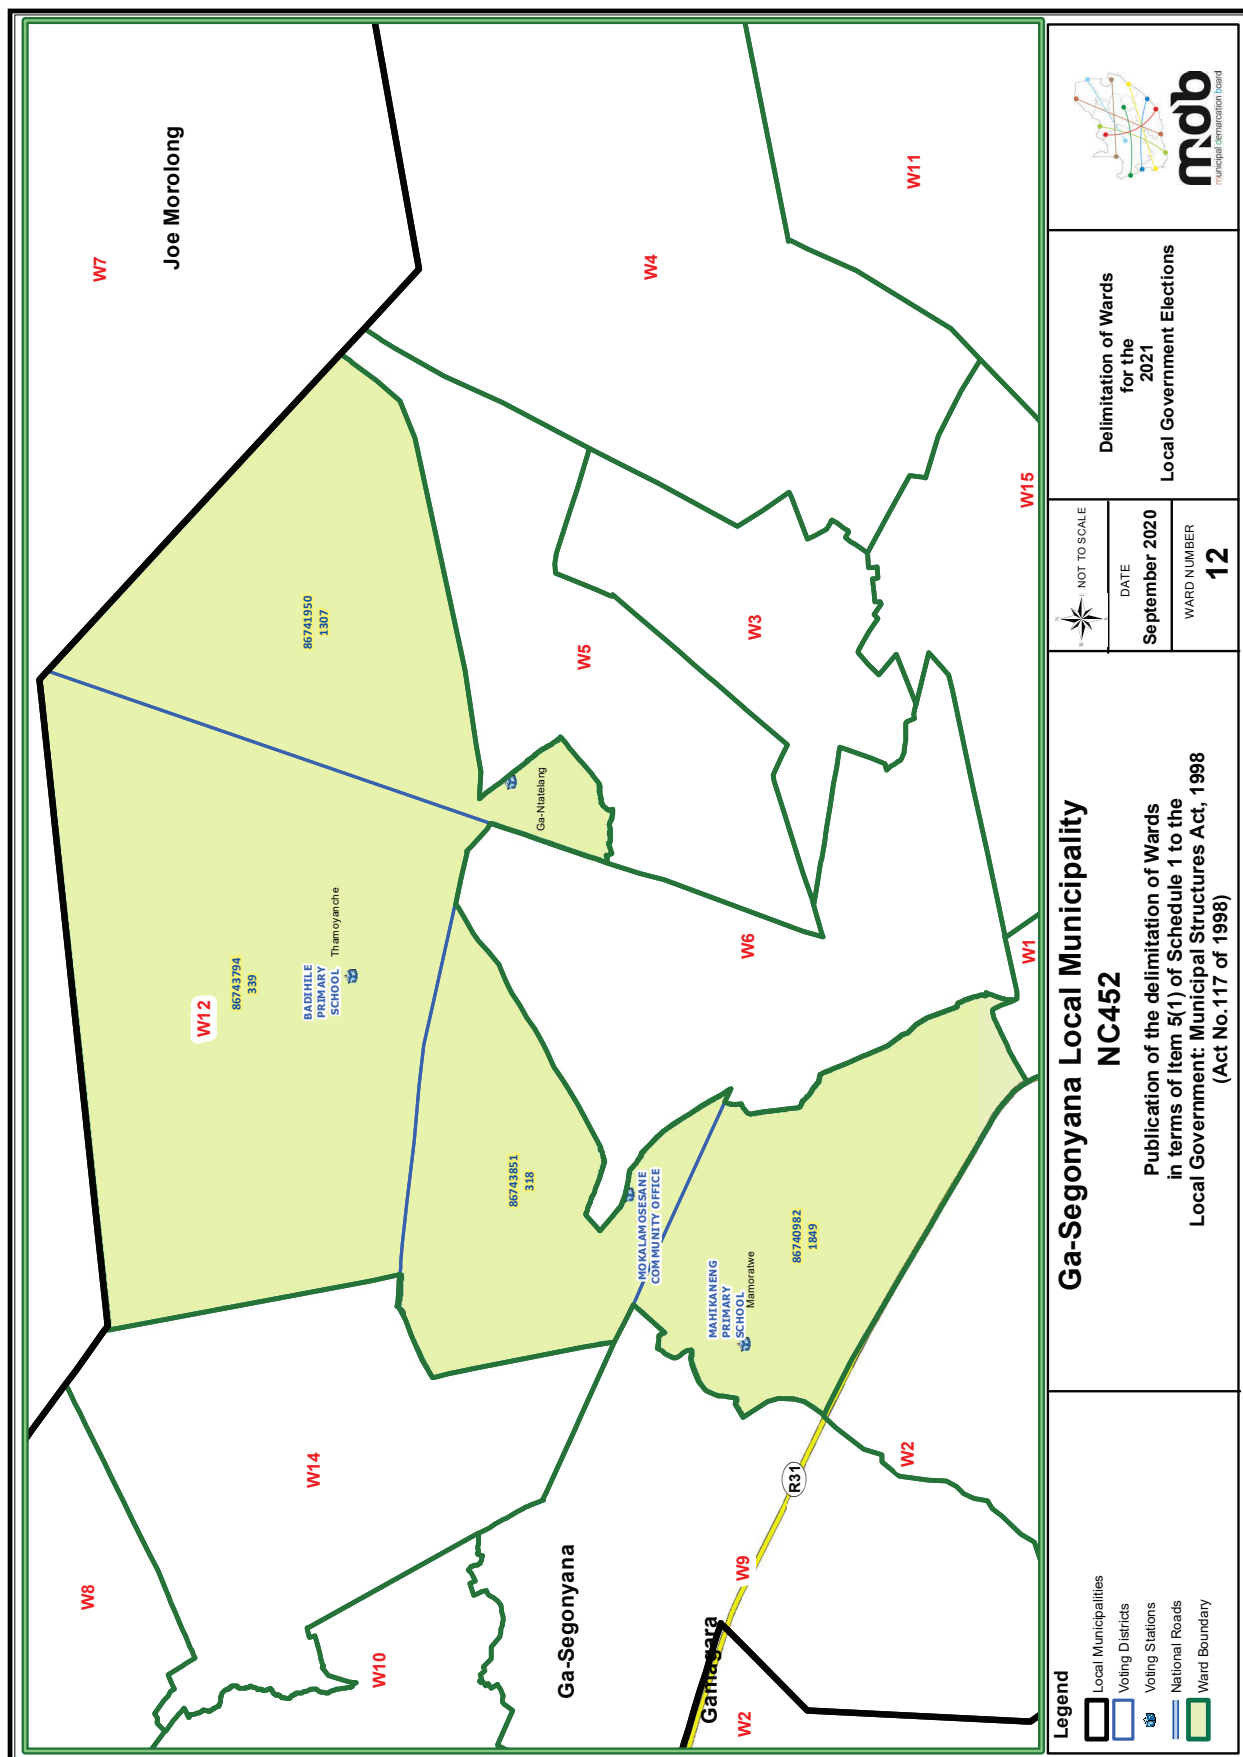 W7
Joe Morolong
W11
W4
86741950
1307
W15
W3
W5
Ga-Ntatelang
W12
86743794
339
BADIHILE
PRIMARY
SCHOOL
Thamoyanche
W6
W1
86743851
318
MOKALAMOSESANE
COMMUNITY OFFICE
86740982
1849
MAHIKANENG
PRIMARY
SCHOOL
Mamoratwe
W14
R31
W2
W8
W10
Ga-Segonyana
W9
Gamagara
W2
Legend
Local Municipalities
Voting Districts
Voting Stations
National Roads
Ward Boundary
Ga-Segonyana Local Municipality
NC452
Publication of the delimitation of Wards
in terms of Item 5(1) of Schedule 1 to the
Local Government: Municipal Structures Act, 1998
(Act No.117 of 1998)
N
W
E
S
NOT TO SCALE
DATE
September 2020
WARD NUMBER
12
Delimitation of Wards
for the
2021
Local Government Elections
mdb
municipal demarcation board